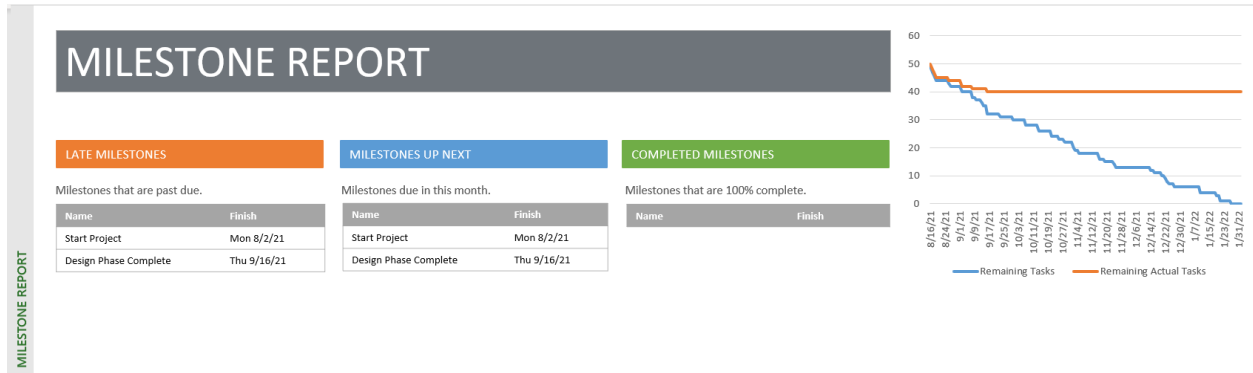 MILESTONE REPORT
MILESTONE REPORT
LATE MILESTONES
Milestones that are past due.
Name Finish
Start Project Mon 8/2/21
Design Phase Complete Thu 9/16/21
MILESTONES UP NEXT
Milestones due in this month.
Name Finish
Start Project Mon 8/2/21
Design Phase Complete Thu 9/16/21
COMPLETED MILESTONES
Milestones that are 100% complete.
Name Finish
60
50
40
30
20
10
0
8/16/21
8/24/21
9/1/21
9/9/21
9/17/21
9/25/21
10/3/21
10/11/21
10/19/21
10/27/21
11/4/21
11/12/21
11/20/21
11/28/21
12/6/21
12/14/21
12/22/21
12/30/21
1/7/22
1/15/22
1/23/22
1/31/22
Remaining Tasks
Remaining Actual Tasks